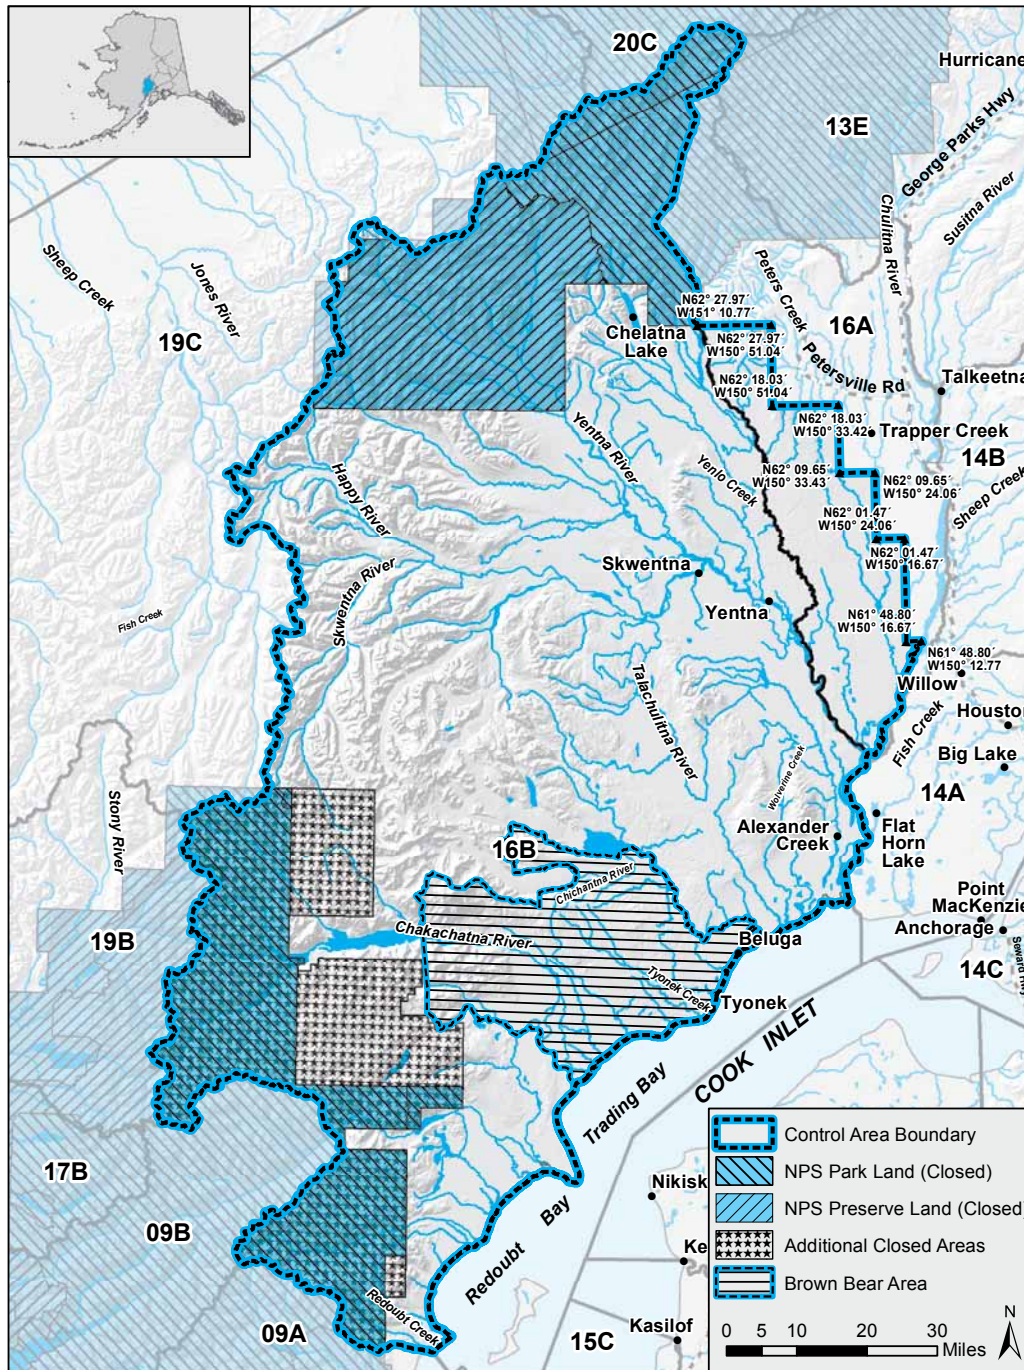 20C
Hurricane
George Parks Hwy
13E
Susitna River
Chulitna River
Sheep Creek
Jones River
Peters Creek
N62° 27.97´
W151° 10.77´
16A
Chelatna
Lake
19C
N62° 27.97´
W150° 51.04´
Petersville Rd
N62° 18.03´
W150° 51.04´
Talkeetna
N62° 18.03´
W150° 33.42´
Trapper Creek
Yentna River
14B
Yenlo Creek
N62° 09.65´
W150° 33.43´
N62° 09.65´
W150° 24.06´
Sheep Creek
Happy River
N62° 01.47´
W150° 24.06´
N62° 01.47´
W150° 16.67´
Skwentna
Skwentna River
Yentna
Fish Creek
N61° 48.80´
W150° 16.67´
N61° 48.80´
W150° 12.77
Willow
Talachulitna River
Houston
Fish Creek
Big Lake
Wolverine Creek
14A
Stony River
Alexander
Creek
Flat
Horn
Lake
16B
Chichantna River
Point
MacKenzie
19B
Chakachatna River
Beluga
Anchorage
14C
Seward Hwy
Tyonek Creek
Tyonek
COOK INLET
Trading Bay
17B
Nikisk
09B
Redoubt Bay
Ke
Redoubt Creek
09A
15C
Kasilof
Control Area Boundary
NPS Park Land (Closed)
NPS Preserve Land (Closed)
Additional Closed Areas
Brown Bear Area
N
0 5 10 20 30
Miles